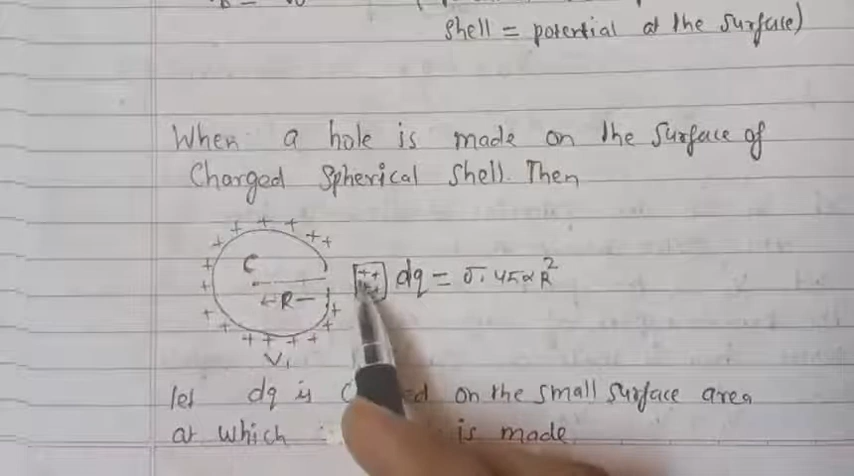 shell = potential at the surface)
When a hole is made on the surface of
Charged Spherical Shell. Then
C
R
dq = σ. 4παR²
V₁
let dq is on the small surface area
at which is made